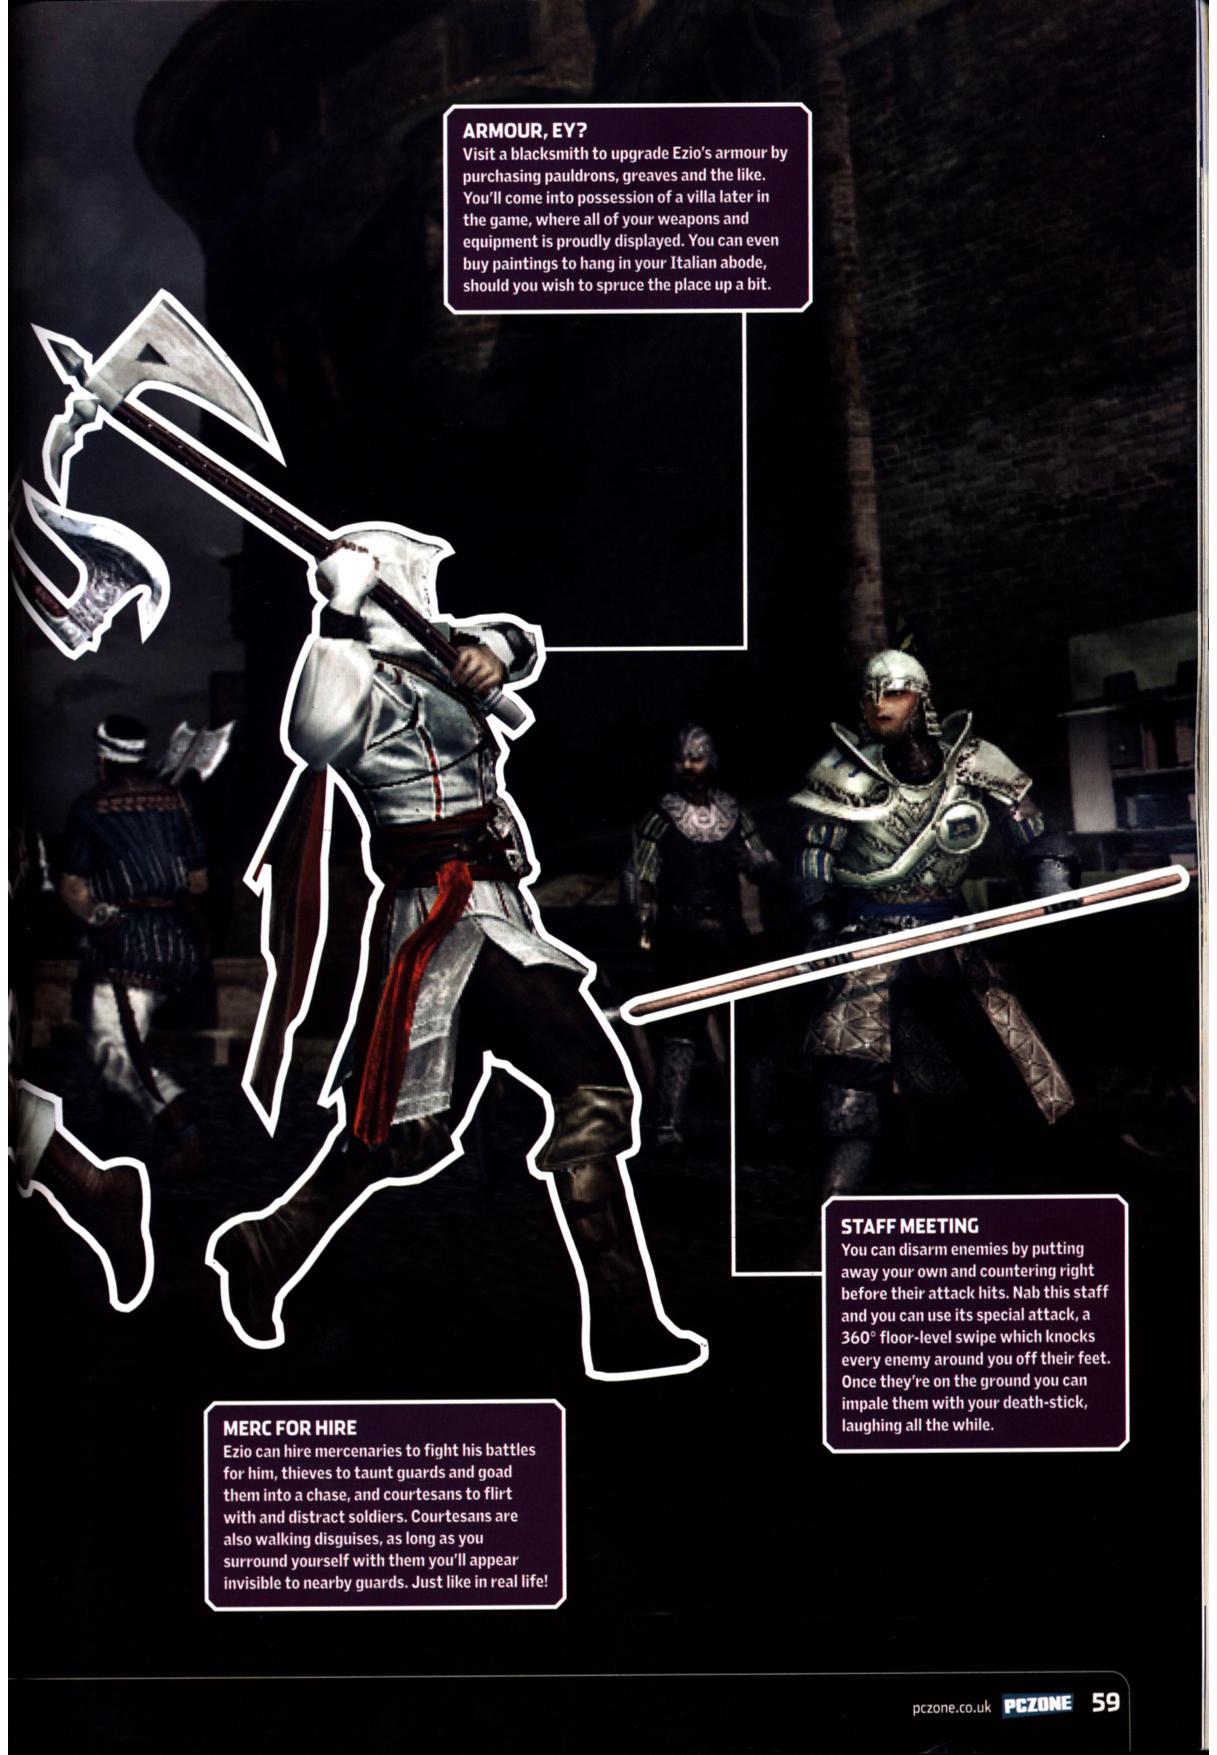 ARMOUR, EY?
Visit a blacksmith to upgrade Ezio's armour by
purchasing pauldrons, greaves and the like.
You'll come into possession of a villa later in
the game, where all of your weapons and
equipment is proudly displayed. You can even
buy paintings to hang in your Italian abode,
should you wish to spruce the place up a bit.
STAFF MEETING
You can disarm enemies by putting
away your own and countering right
before their attack hits. Nab this staff
and you can use its special attack, a
360° floor-level swipe which knocks
every enemy around you off their feet.
Once they're on the ground you can
impale them with your death-stick,
laughing all the while.
MERC FOR HIRE
Ezio can hire mercenaries to fight his battles
for him, thieves to taunt guards and goad
them into a chase, and courtesans to flirt
with and distract soldiers. Courtesans are
also walking disguises, as long as you
surround yourself with them you'll appear
invisible to nearby guards. Just like in real life!
pczone.co.uk PCZONE 59